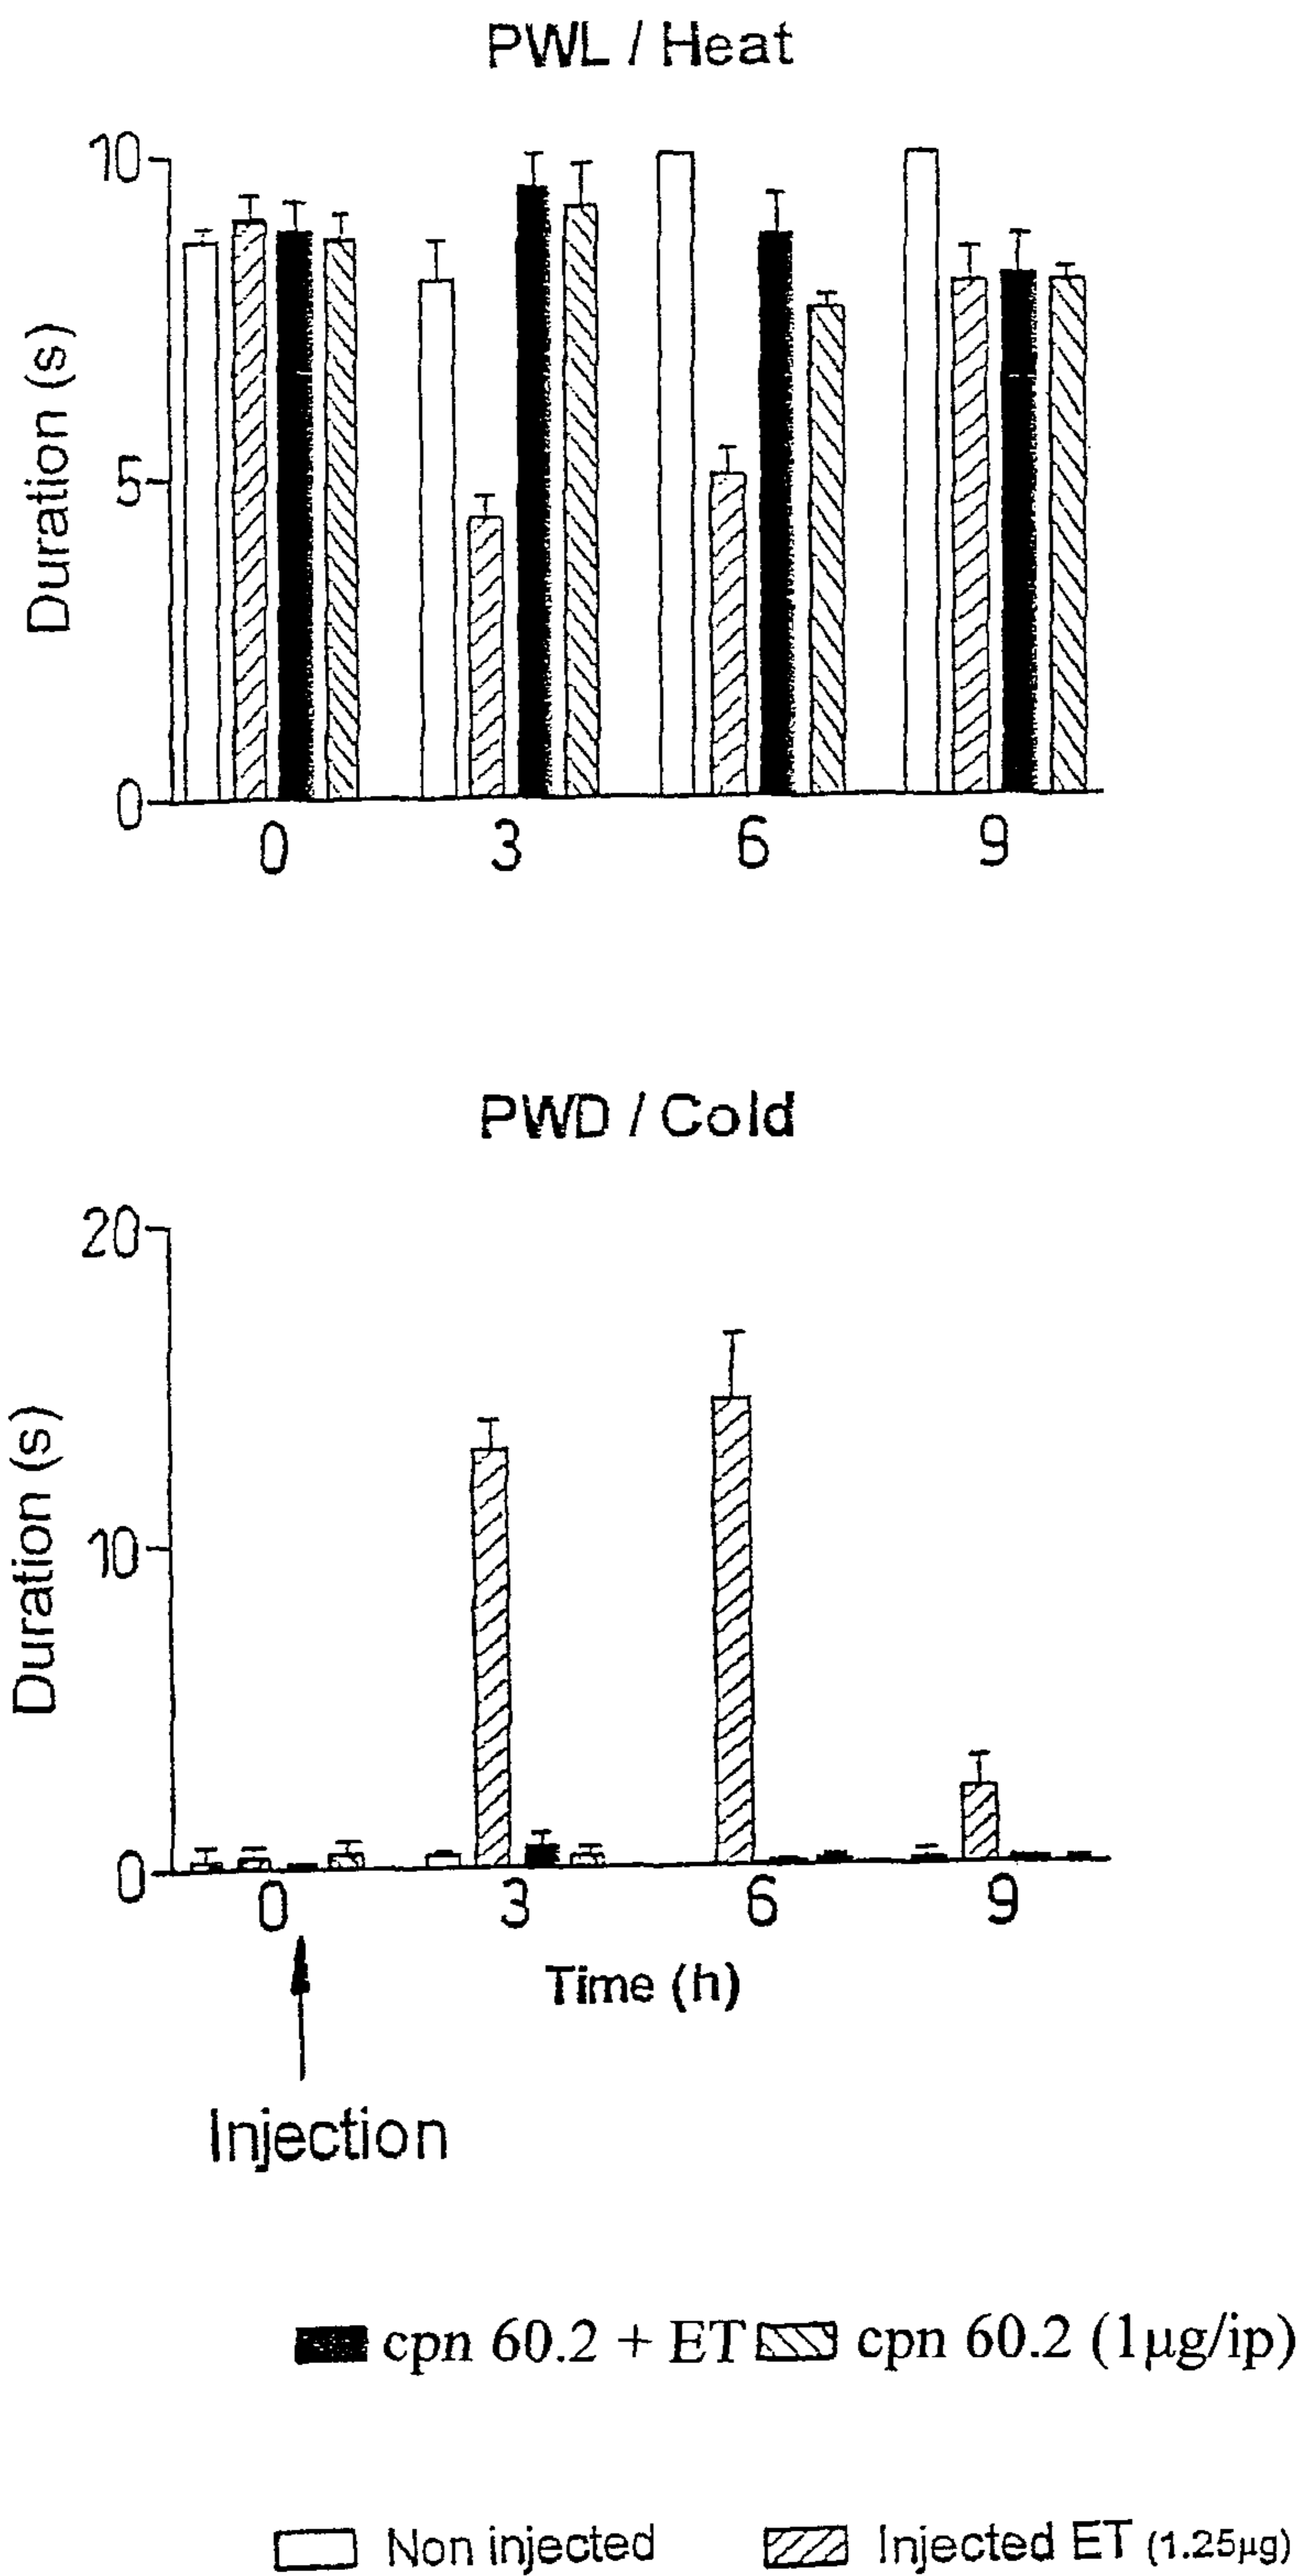 PWL / Heat
10
5
0
Duration (s)
0 3 6 9
PWD / Cold
20
10
0
Duration (s)
0 3 6 9
Time (h)
Injection
cpn 60.2 + ET cpn 60.2 (1µg/ip)
Non injected Injected ET (1.25µg)